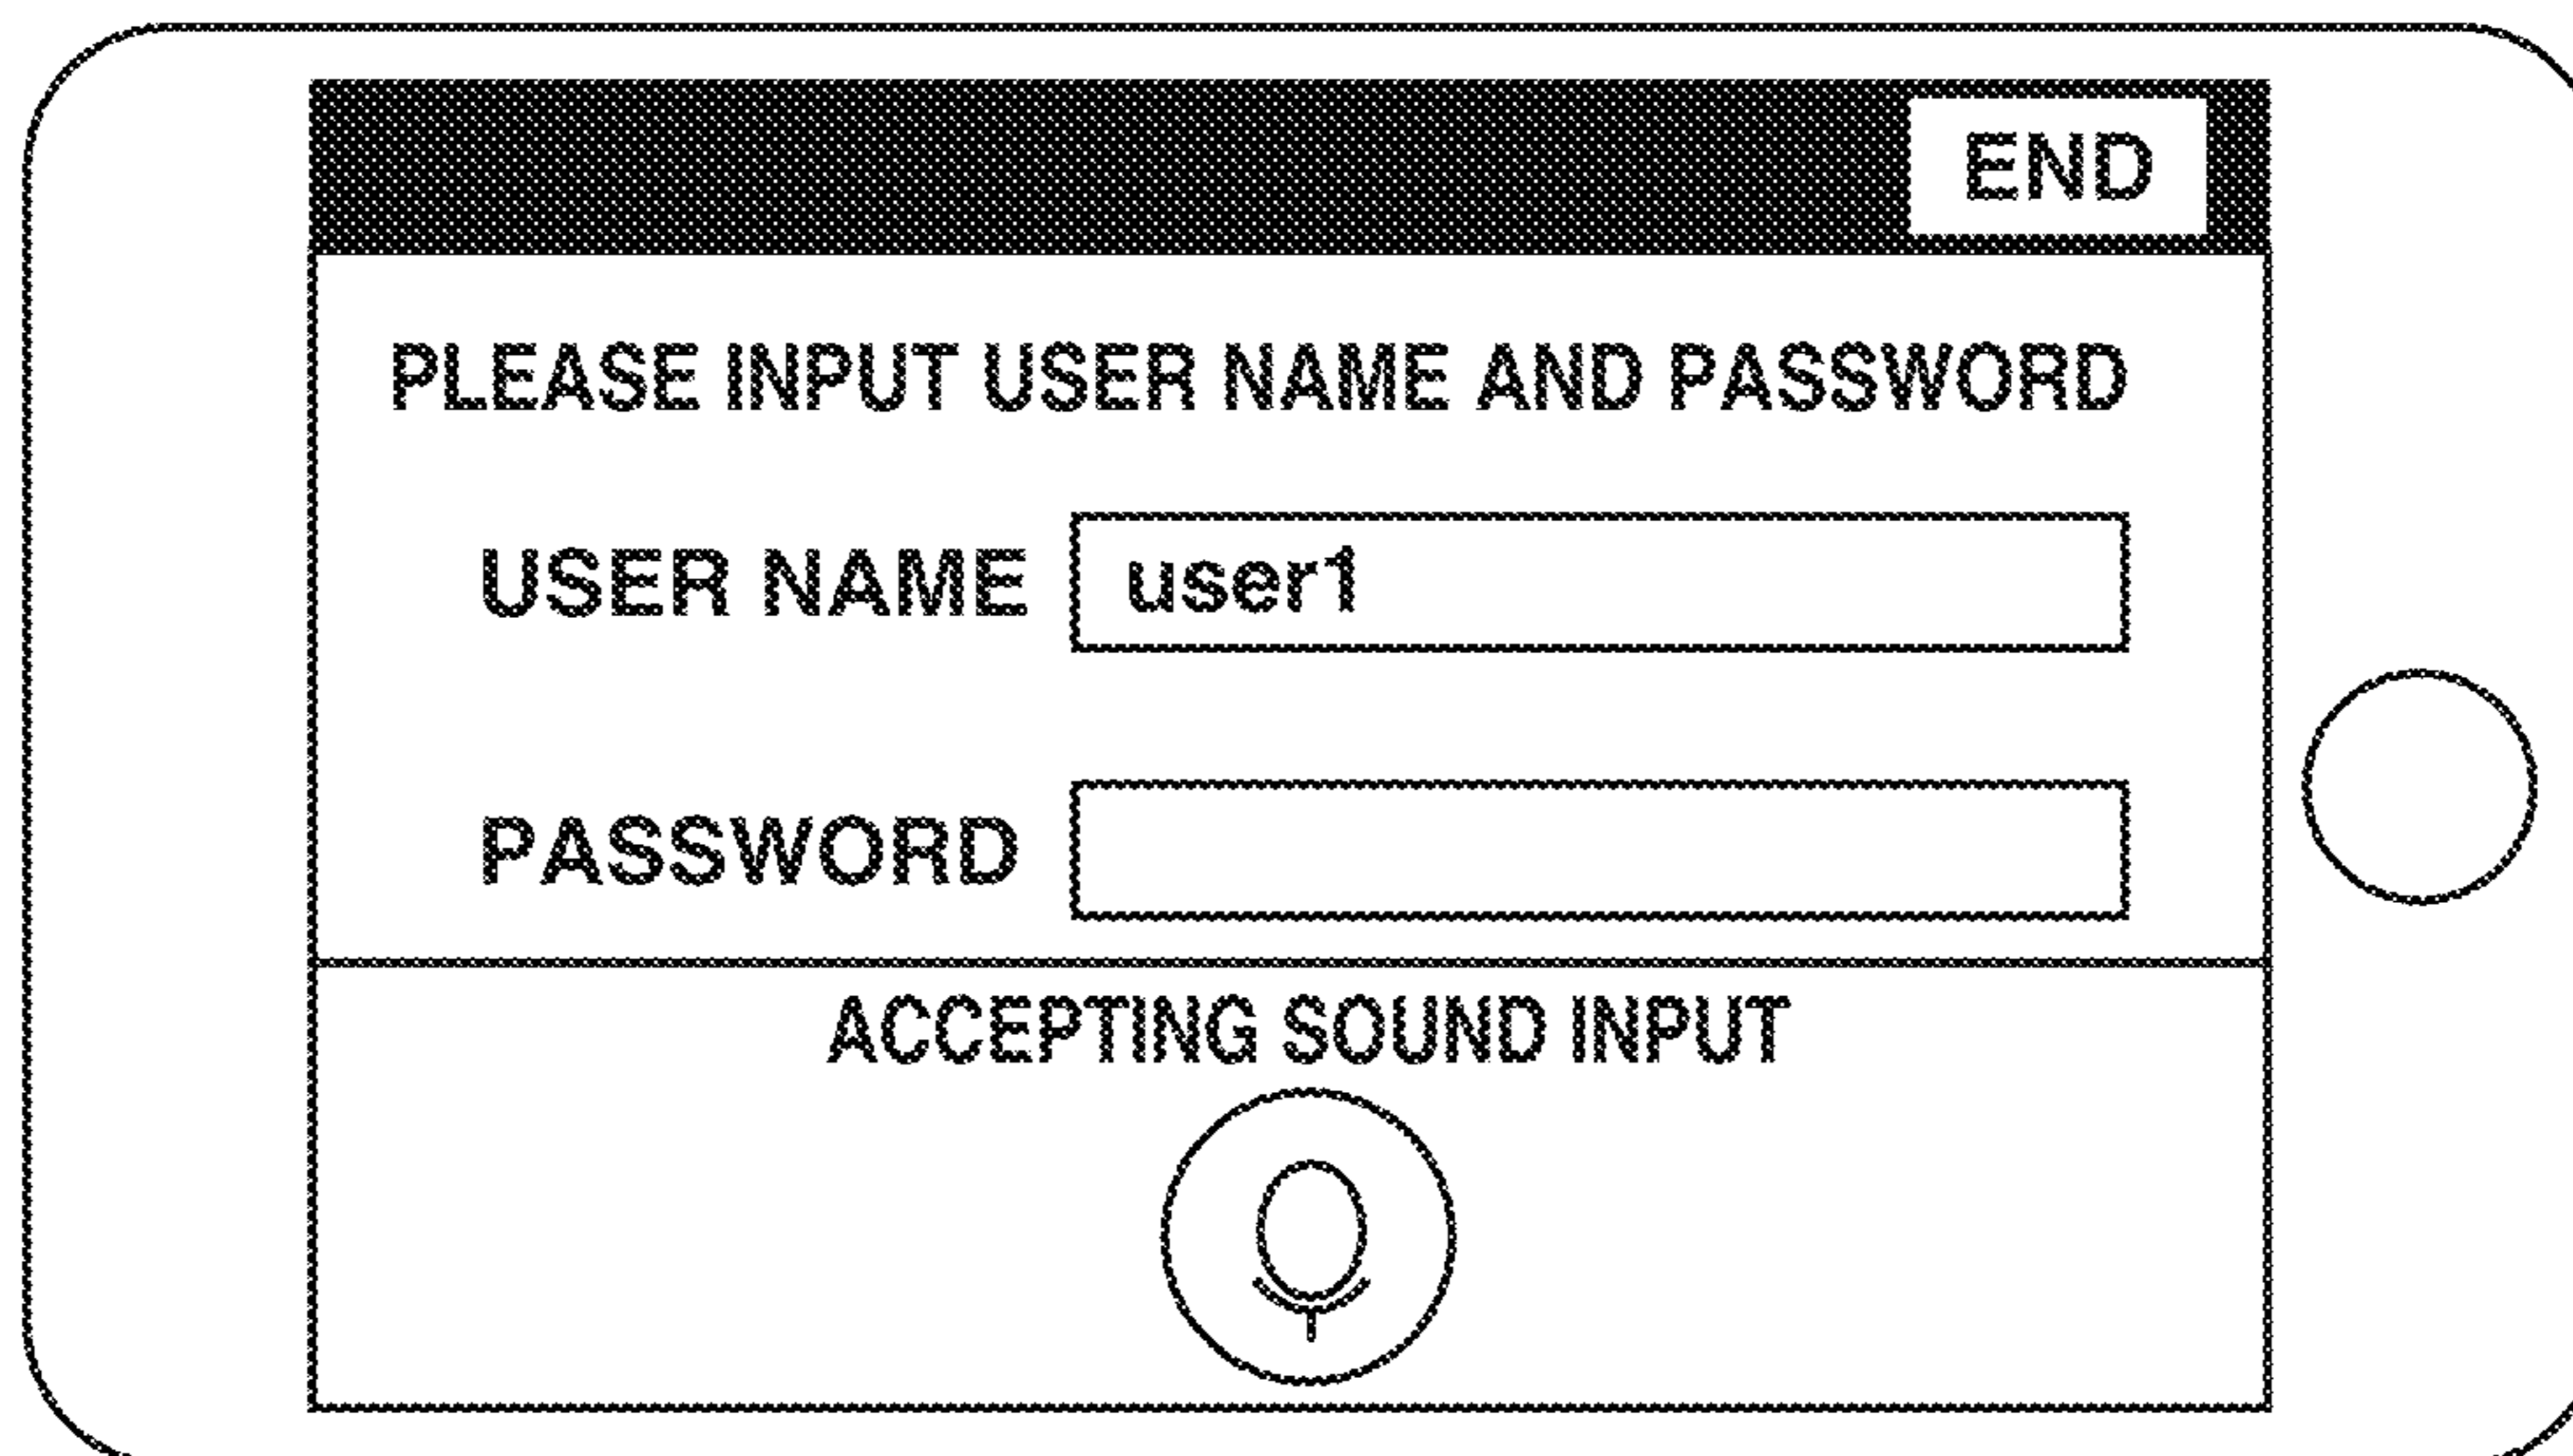 END
PLEASE INPUT USER NAME AND PASSWORD
USER NAME user1
PASSWORD
ACCEPTING SOUND INPUT